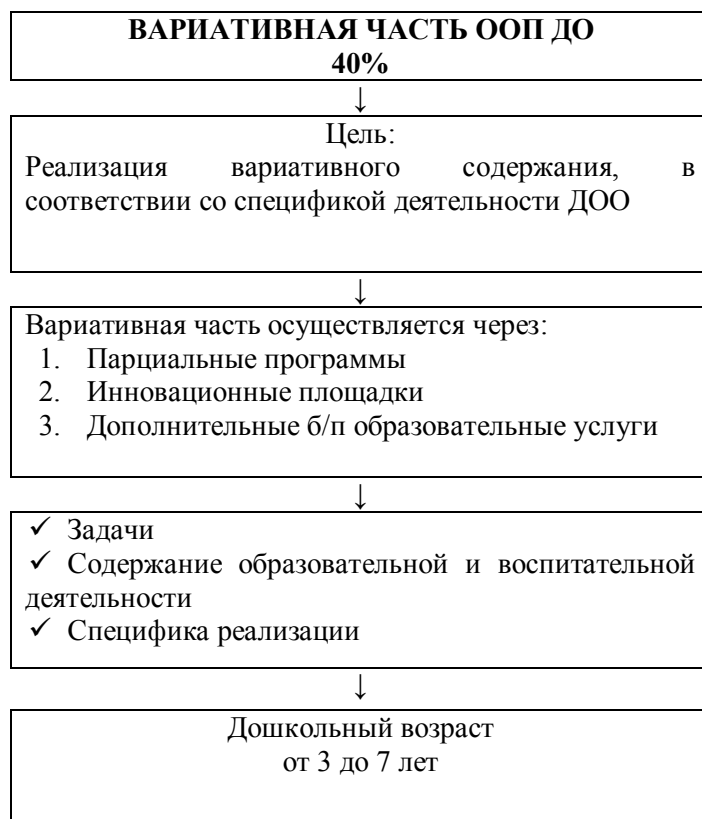 ВАРИАТИВНАЯ ЧАСТЬ ООП ДО
40%
↓
Цель:
Реализация вариативного содержания, в
соответствии со спецификой деятельности ДОО
↓
Вариативная часть осуществляется через:
1. Парциальные программы
2. Инновационные площадки
3. Дополнительные б/п образовательные услуги
↓
✓ Задачи
✓ Содержание образовательной и воспитательной
деятельности
✓ Специфика реализации
↓
Дошкольный возраст
от 3 до 7 лет